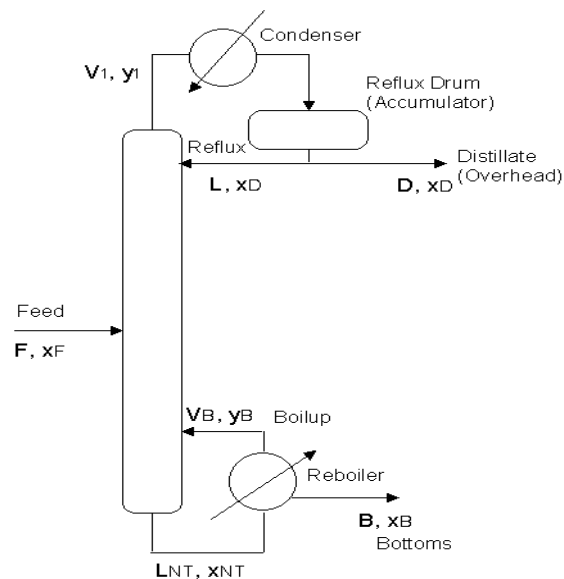 Condenser
V1, y1
Reflux Drum
(Accumulator)
Reflux
Distillate
(Overhead)
L, xD
D, xD
Feed
F, xF
VB, yB
Boilup
Reboiler
B, xB
Bottoms
LNT, xNT